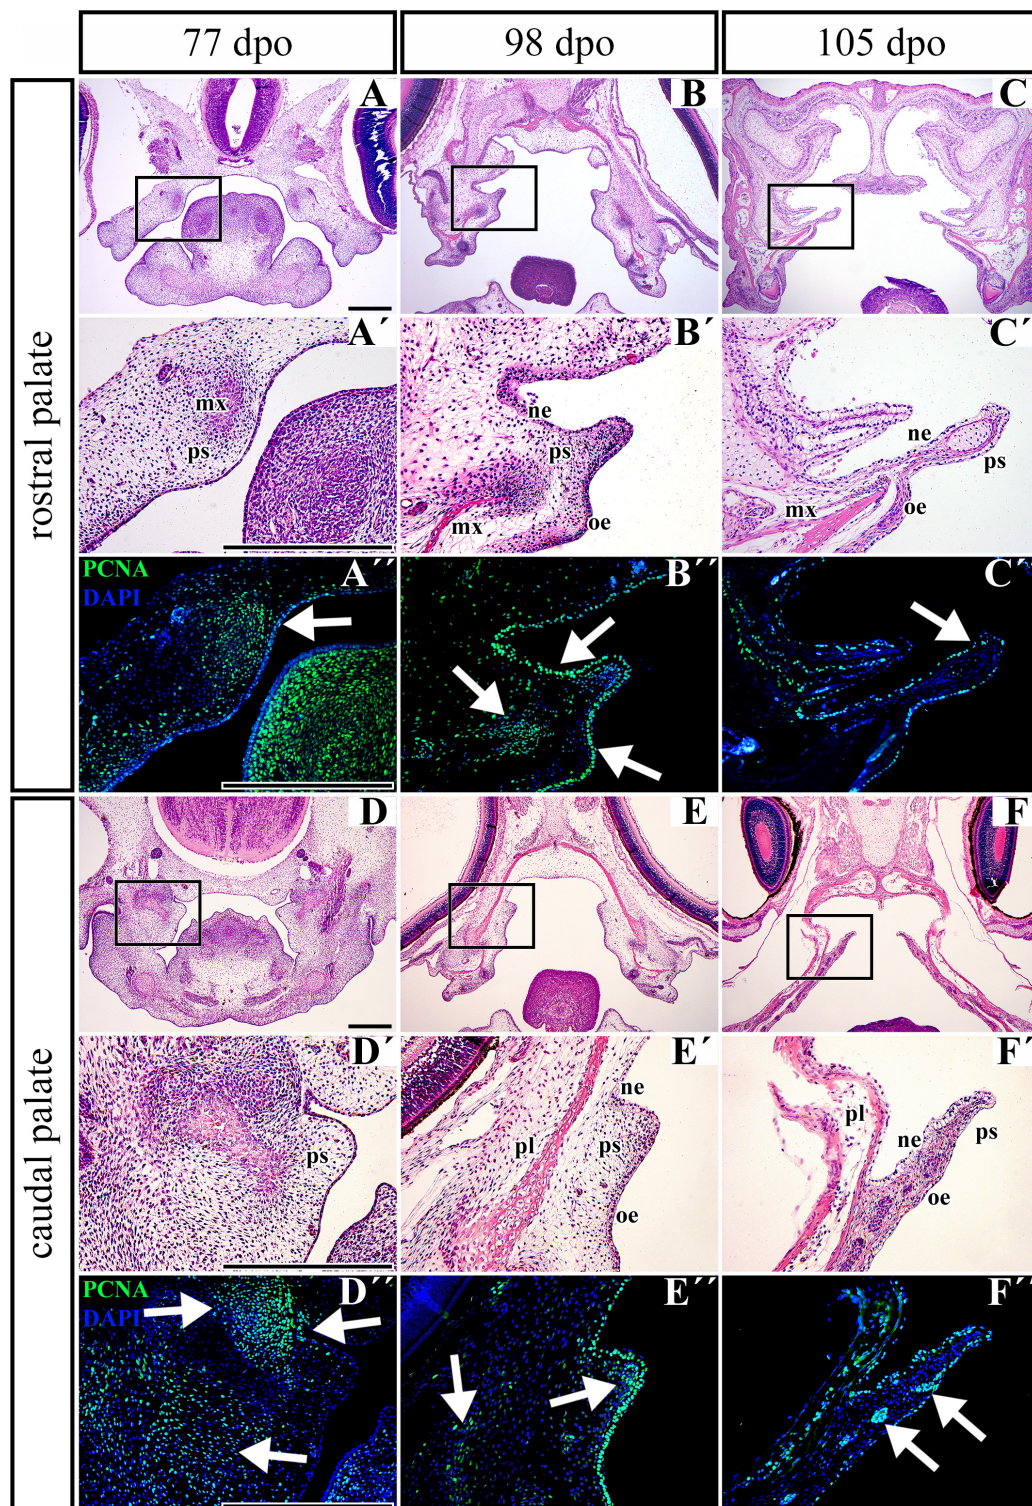 77 dpo 98 dpo 105 dpo
rostral palate
A B C
A´ B´ C´
mx ps
ne ps mx oe
ne ps mx oe
PCNA
DAPI
A´´ B´´ C´´
caudal palate
D E F
D´ E´ F´
ps
ne pl ps oe
pl ne ps oe
PCNA
DAPI
D´´ E´´ F´´